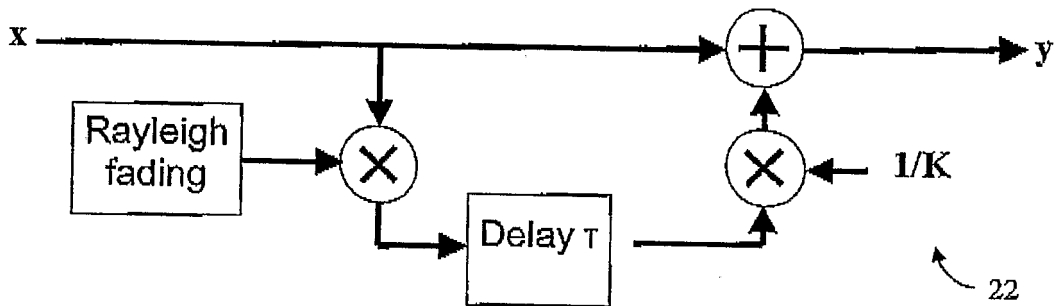 x
y
Rayleigh
fading
1/K
Delay τ
22